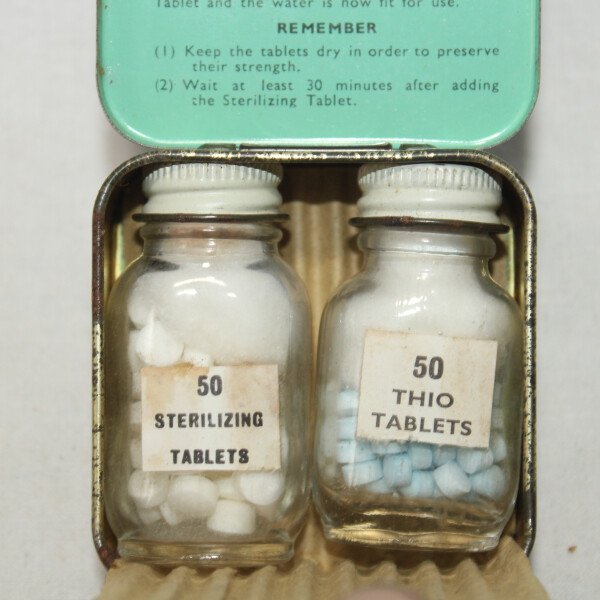 Tablet and the water is now fit for use.
REMEMBER
(1) Keep the tablets dry in order to preserve
their strength.
(2) Wait at least 30 minutes after adding
the Sterilizing Tablet.
50
STERILIZING
TABLETS
50
THIO
TABLETS